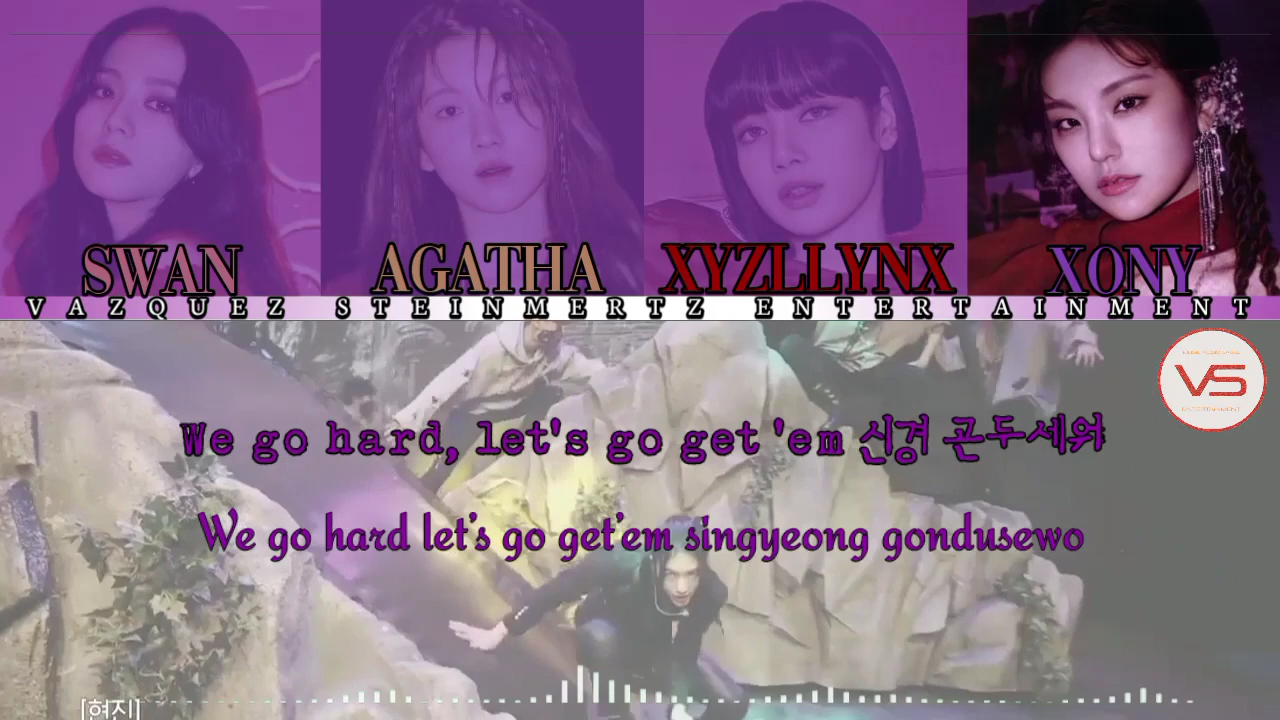 SWAN AGATHA XYZLLYNX XONY
VAZQUEZ STEINMERTZ ENTERTAINMENT
VS
ENTERTAINMENT
We go hard, let's go get 'em 신경 곤두세워
We go hard let's go get'em singyeong gondusewo
[현진]